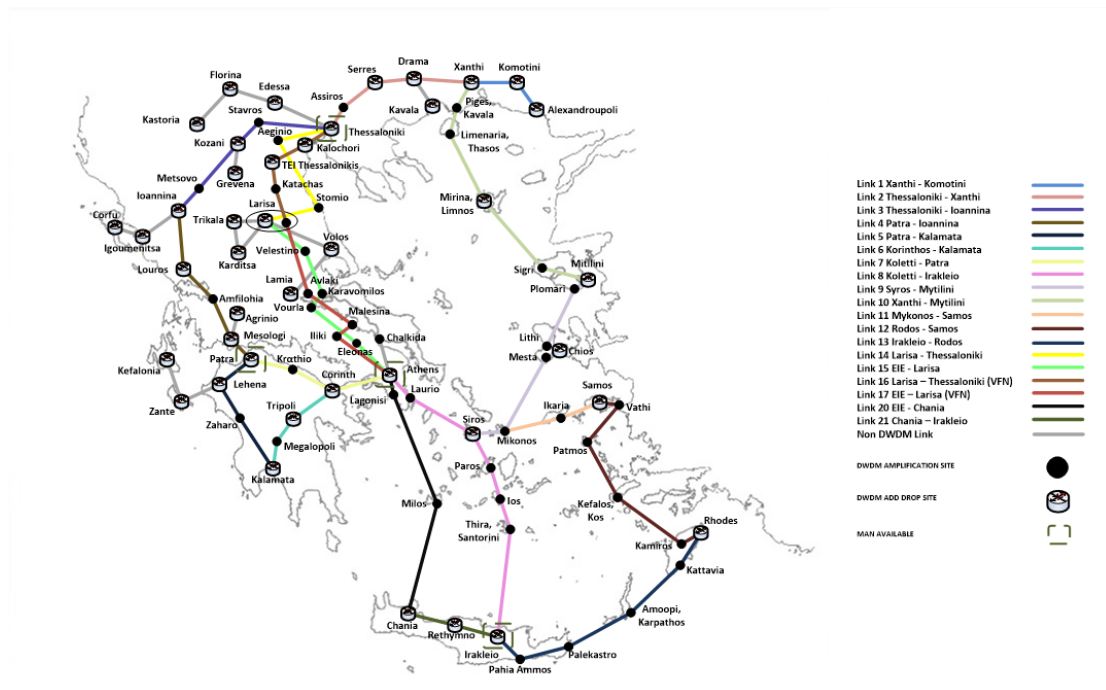 Florina
Edessa
Stavros
Kastoria
Kozani
Aeginio
Assiros
Serres
Drama
Xanthi
Komotini
Piges,
Kavala
Kavala
Alexandroupoli
Thessaloniki
Limenaria,
Thasos
Kalochori
TEI Thessalonikis
Grevena
Metsovo
Ioannina
Katachas
Larisa
Stomio
Mirina,
Limnos
Corfu
Igoumenitsa
Trikala
Karditsa
Velestino
Volos
Louros
Lamia
Avlaki
Karavomilos
Sigri
Mitilini
Plomari
Amfilohia
Agrinio
Vourla
Malesina
Mesologi
Iliki
Eleonas
Chalkida
Lithi
Mesta
Chios
Patra
Krαthio
Athens
Kefalonia
Lehena
Corinth
Lagonisi
Laurio
Samos
Zante
Tripoli
Ikarja
Vathi
Zaharo
Siros
Mikonos
Megalopoli
Patmos
Kalamata
Paros
Milos
Ios
Kefalos,
Kos
Thira,
Santorini
Rhodes
Kamiros
Kattavia
Chania
Rethymno
Irakleio
Amoopi,
Karpathos
Pahia Ammos
Palekastro
Link 1 Xanthi - Komotini
Link 2 Thessaloniki - Xanthi
Link 3 Thessaloniki - Ioannina
Link 4 Patra - Ioannina
Link 5 Patra - Kalamata
Link 6 Korinthos - Kalamata
Link 7 Koletti - Patra
Link 8 Koletti - Irakleio
Link 9 Syros - Mytilini
Link 10 Xanthi - Mytilini
Link 11 Mykonos - Samos
Link 12 Rodos - Samos
Link 13 Irakleio - Rodos
Link 14 Larisa - Thessaloniki
Link 15 EIE - Larisa
Link 16 Larisa – Thessaloniki (VFN)
Link 17 EIE – Larisa (VFN)
Link 20 EIE - Chania
Link 21 Chania – Irakleio
Non DWDM Link
DWDM AMPLIFICATION SITE
DWDM ADD DROP SITE
MAN AVAILABLE